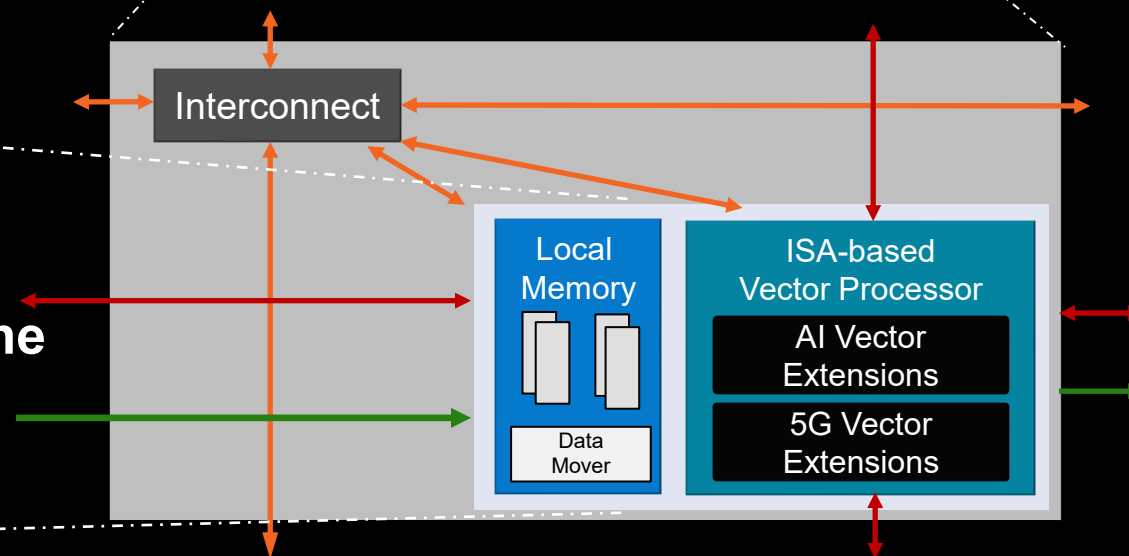 Interconnect
Local
Memory
Data
Mover
ISA-based
Vector Processor
AI Vector
Extensions
5G Vector
Extensions